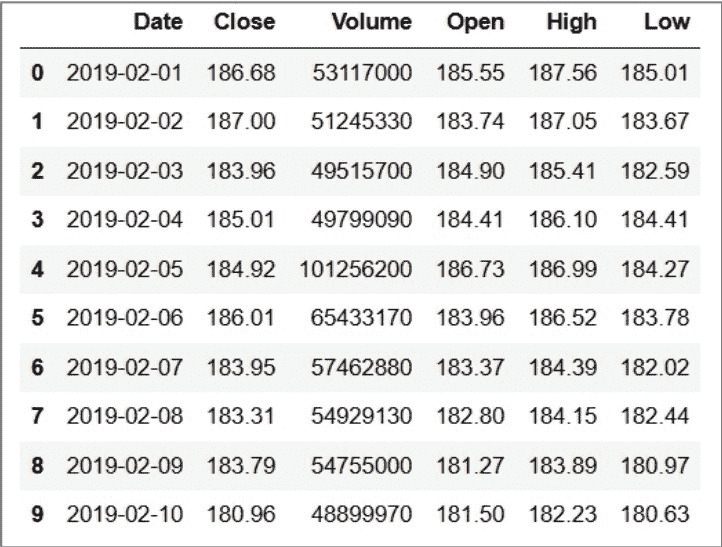 Date Close Volume Open High Low
0 2019-02-01 186.68 53117000 185.55 187.56 185.01
1 2019-02-02 187.00 51245330 183.74 187.05 183.67
2 2019-02-03 183.96 49515700 184.90 185.41 182.59
3 2019-02-04 185.01 49799090 184.41 186.10 184.41
4 2019-02-05 184.92 101256200 186.73 186.99 184.27
5 2019-02-06 186.01 65433170 183.96 186.52 183.78
6 2019-02-07 183.95 57462880 183.37 184.39 182.02
7 2019-02-08 183.31 54929130 182.80 184.15 182.44
8 2019-02-09 183.79 54755000 181.27 183.89 180.97
9 2019-02-10 180.96 48899970 181.50 182.23 180.63